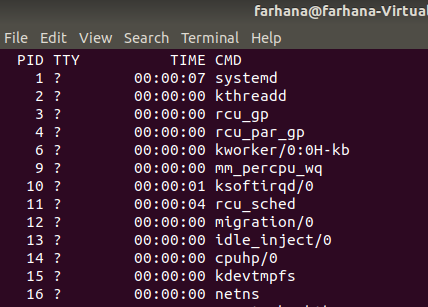 farhana@farhana-Virtual
File Edit View Search Terminal Help
PID TTY TIME CMD
1 ? 00:00:07 systemd
2 ? 00:00:00 kthreadd
3 ? 00:00:00 rcu_gp
4 ? 00:00:00 rcu_par_gp
6 ? 00:00:00 kworker/0:0H-kb
9 ? 00:00:00 mm_percpu_wq
10 ? 00:00:01 ksoftirqd/0
11 ? 00:00:04 rcu_sched
12 ? 00:00:00 migration/0
13 ? 00:00:00 idle_inject/0
14 ? 00:00:00 cpuhp/0
15 ? 00:00:00 kdevtmpfs
16 ? 00:00:00 netns